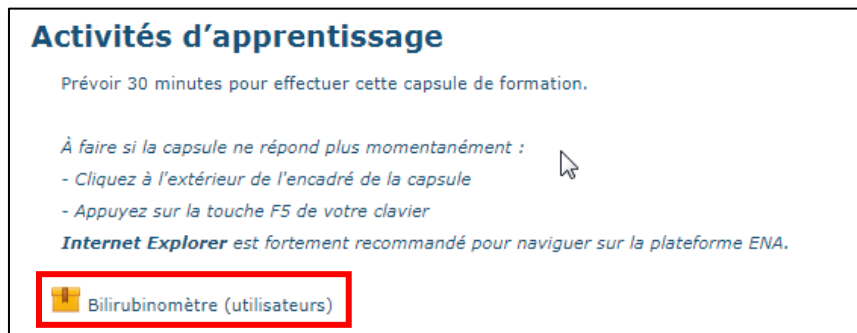 Activités d’apprentissage
Prévoir 30 minutes pour effectuer cette capsule de formation.
À faire si la capsule ne répond plus momentanément :
- Cliquez à l'extérieur de l'encadré de la capsule
- Appuyez sur la touche F5 de votre clavier
Internet Explorer est fortement recommandé pour naviguer sur la plateforme ENA.
Bilirubinomètre (utilisateurs)